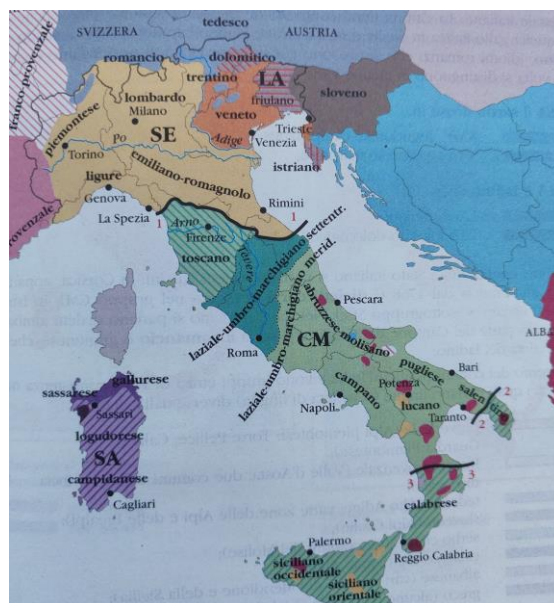 tedesco
SVIZZERA
AUSTRIA
romancio
dolomitico
franco-provenzale
trentino
LA
lombardo
friulano
sloveno
Milano
veneto
piemontese
SE
Trieste
Po
Adige
Venezia
Torino
istriano
emiliano-romagnolo
ligure
Genova
Rimini
provenzale
La Spezia
1
1
Arno
Firenze
toscano
Tevere
laziale-umbro-marchigiano settentr.
laziale-umbro-marchigiano merid.
abruzzese molisano
Pescara
ALBA
Roma
CM
gallurese
sassarese
Sassari
campano
pugliese
Bari
Potenza
salentino
2
Napoli
lucano
Taranto
2
logudorese
SA
campidanese
3
3
Cagliari
calabrese
Palermo
Reggio Calabria
siciliano
occidentale
siciliano
orientale